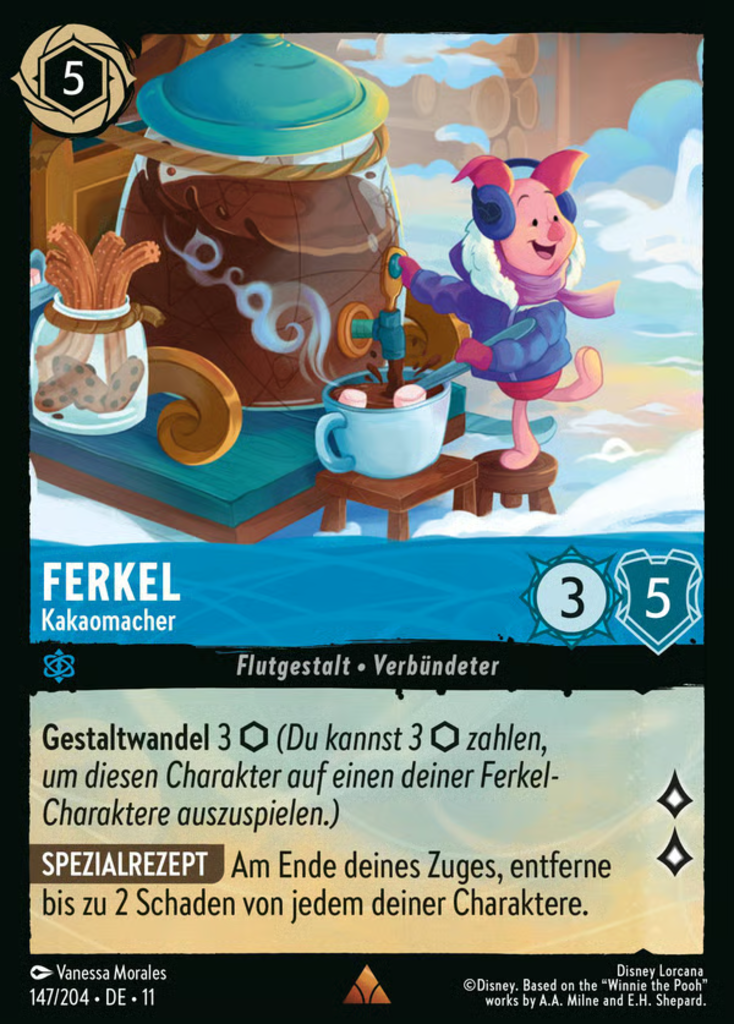 5
FERKEL
Kakaomacher
3
5
Flutgestalt • Verbündeter
Gestaltwandel 3 ⬡ (Du kannst 3 ⬡ zahlen,
um diesen Charakter auf einen deiner Ferkel-
Charaktere auszuspielen.)
SPEZIALREZEPT Am Ende deines Zuges, entferne
bis zu 2 Schaden von jedem deiner Charaktere.
Vanessa Morales
147/204 • DE • 11
Disney Lorcana
©Disney. Based on the “Winnie the Pooh”
works by A.A. Milne and E.H. Shepard.